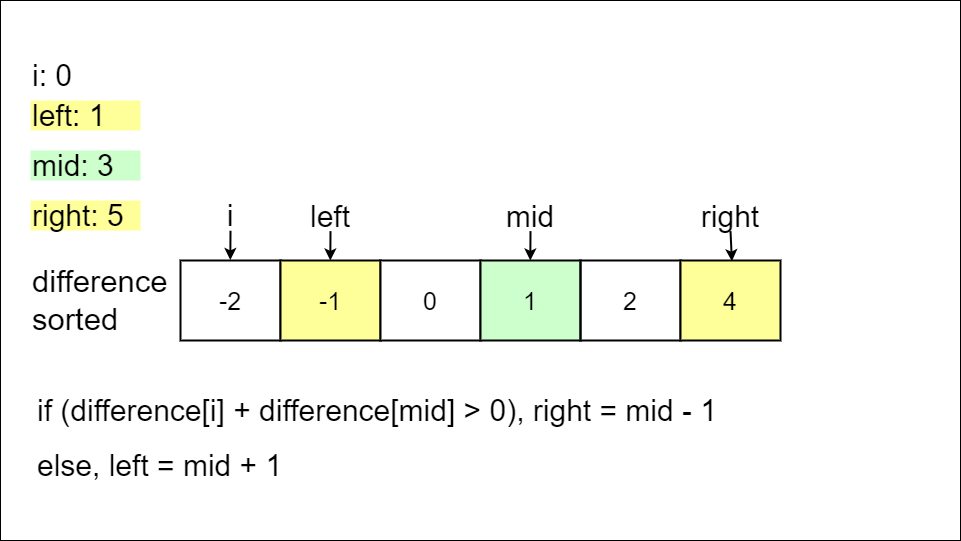 i: 0
left: 1
mid: 3
right: 5
i left mid right
difference
sorted
-2 -1 0 1 2 4
if (difference[i] + difference[mid] > 0), right = mid - 1
else, left = mid + 1